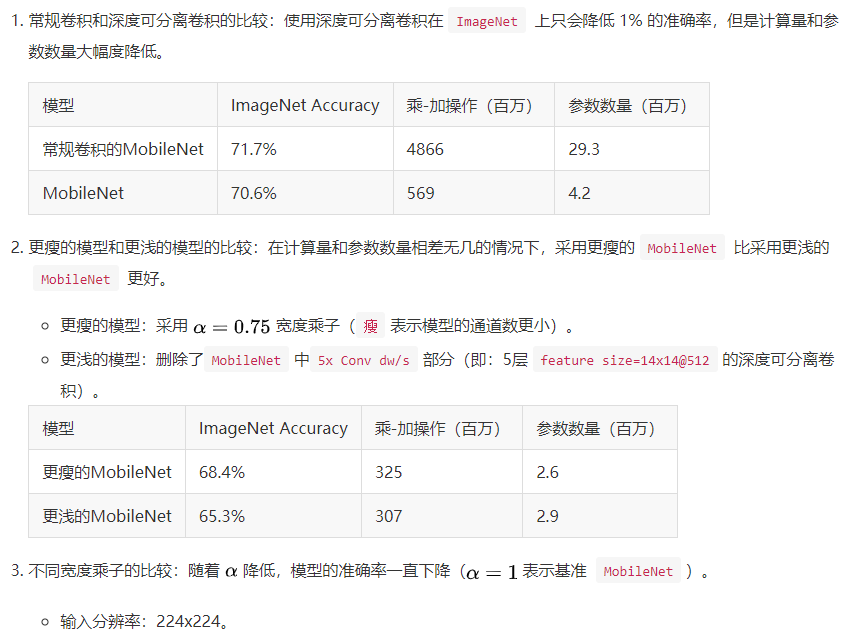 1. 常规卷积和深度可分离卷积的比较：使用深度可分离卷积在 ImageNet 上只会降低 1% 的准确率，但是计算量和参
数数量大幅度降低。
模型 ImageNet Accuracy 乘-加操作（百万） 参数数量（百万）
常规卷积的MobileNet 71.7% 4866 29.3
MobileNet 70.6% 569 4.2
2. 更瘦的模型和更浅的模型的比较：在计算量和参数数量相差无几的情况下，采用更瘦的 MobileNet 比采用更浅的
MobileNet 更好。
更瘦的模型：采用 α = 0.75 宽度乘子（ 瘦 表示模型的通道数更小）。
更浅的模型：删除了 MobileNet 中 5x Conv dw/s 部分（即：5层 feature size=14x14@512 的深度可分离卷
积）。
模型 ImageNet Accuracy 乘-加操作（百万） 参数数量（百万）
更瘦的MobileNet 68.4% 325 2.6
更浅的MobileNet 65.3% 307 2.9
3. 不同宽度乘子的比较：随着 α 降低，模型的准确率一直下降（α = 1 表示基准 MobileNet ）。
输入分辨率：224x224。